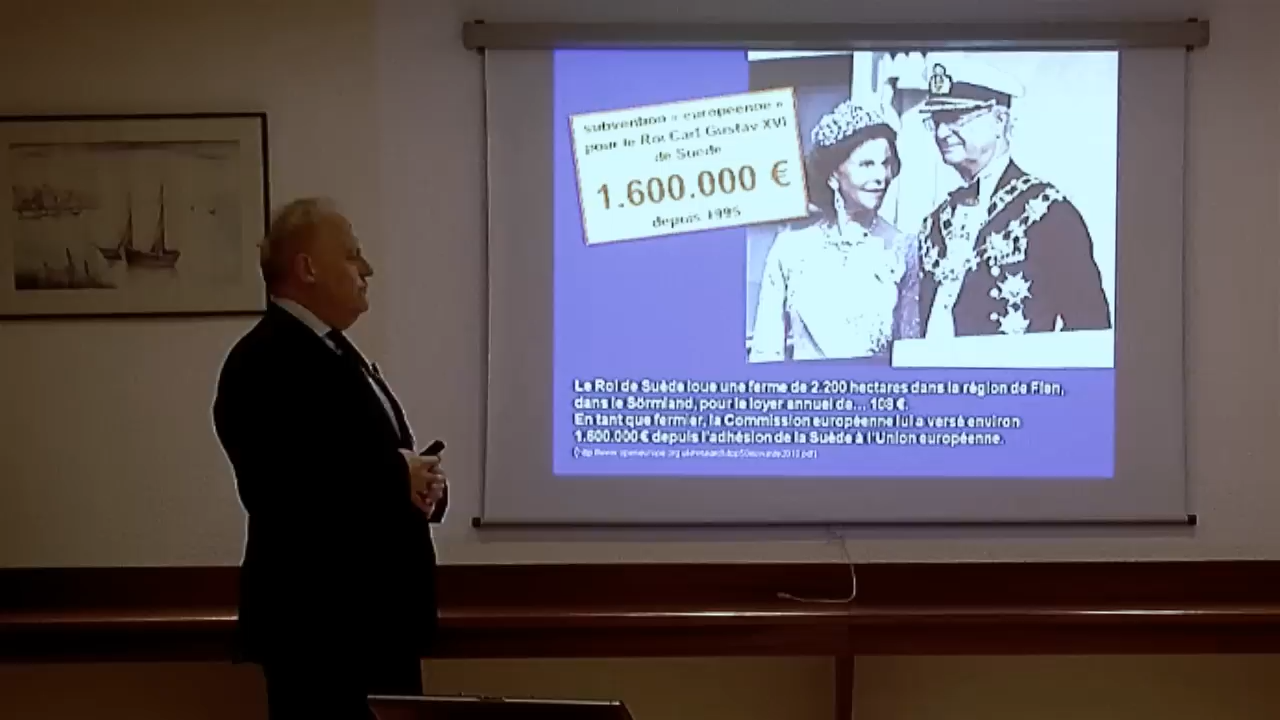 subvention « européenne »
pour le Roi Carl Gustav XVI
de Suède
1.600.000 €
depuis 1995
Le Roi de Suède loue une ferme de 2.200 hectares dans la région de Flen,
dans le Sörmland, pour le loyer annuel de... 108 €.
En tant que fermier, la Commission européenne lui a versé environ
1.600.000 € depuis l'adhésion de la Suède à l'Union européenne.